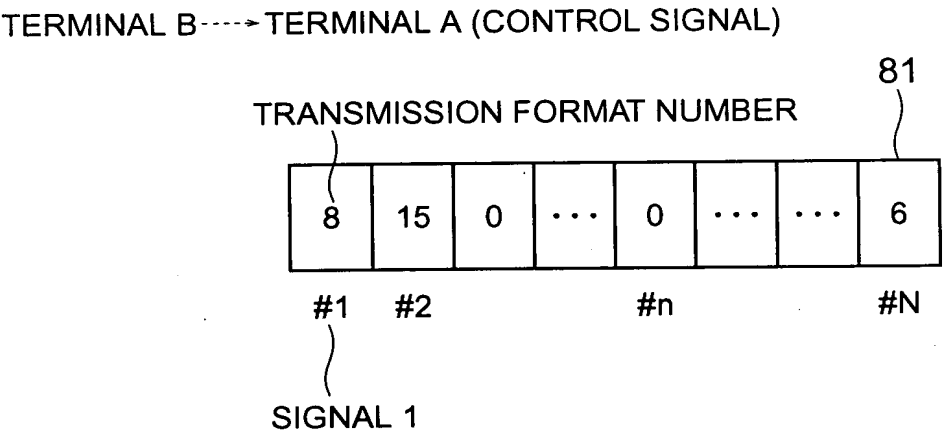 TERMINAL B TERMINAL A (CONTROL SIGNAL)
81
TRANSMISSION FORMAT NUMBER
8 15 0 ... 0 ... ... 6
#1 #2 #n #N
SIGNAL 1